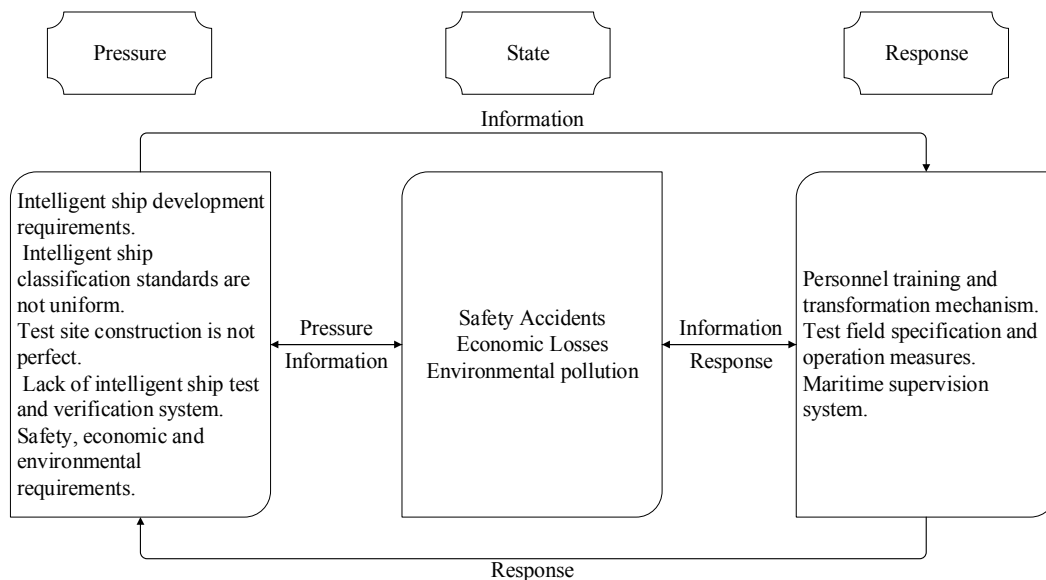 Pressure
State
Response
Information
Intelligent ship development
requirements.
Intelligent ship
classification standards are
not uniform.
Test site construction is not
perfect.
Lack of intelligent ship test
and verification system.
Safety, economic and
environmental
requirements.
Pressure
Information
Safety Accidents
Economic Losses
Environmental pollution
Information
Response
Personnel training and
transformation mechanism.
Test field specification and
operation measures.
Maritime supervision
system.
Response